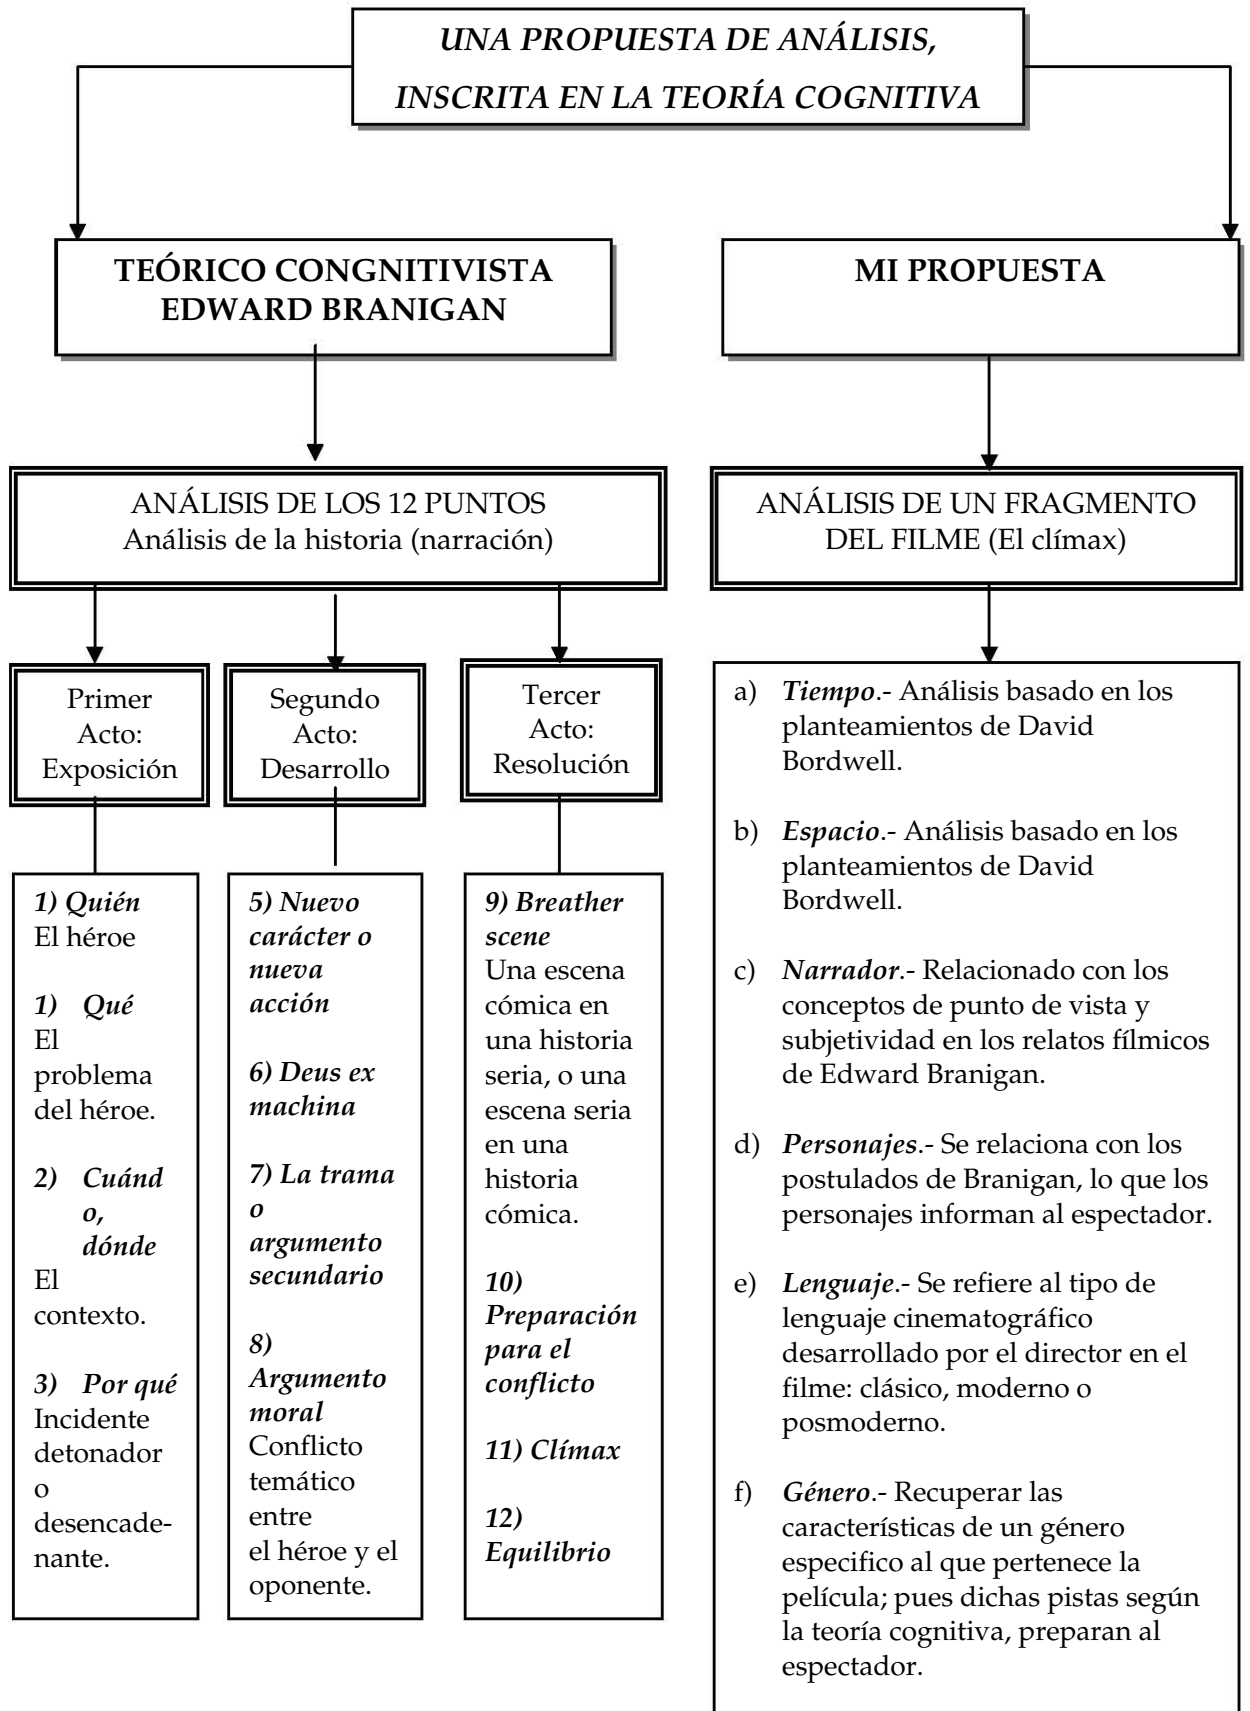 UNA PROPUESTA DE ANÁLISIS,
INSCRITA EN LA TEORÍA COGNITIVA
TEÓRICO CONGNITIVISTA
EDWARD BRANIGAN
MI PROPUESTA
ANÁLISIS DE LOS 12 PUNTOS
Análisis de la historia (narración)
ANÁLISIS DE UN FRAGMENTO
DEL FILME (El clímax)
Primer
Acto:
Exposición
Segundo
Acto:
Desarrollo
Tercer
Acto:
Resolución
1) Quién
El héroe
1) Qué
El
problema
del héroe.
2) Cuánd
o,
dónde
El
contexto.
3) Por qué
Incidente
detonador
o
desencade-
nante.
5) Nuevo
carácter o
nueva
acción
6) Deus ex
machina
7) La trama
o
argumento
secundario
8)
Argumento
moral
Conflicto
temático
entre
el héroe y el
oponente.
9) Breather
scene
Una escena
cómica en
una historia
seria, o una
escena seria
en una
historia
cómica.
10)
Preparación
para el
conflicto
11) Clímax
12)
Equilibrio
a) Tiempo.- Análisis basado en los
planteamientos de David
Bordwell.
b) Espacio.- Análisis basado en los
planteamientos de David
Bordwell.
c) Narrador.- Relacionado con los
conceptos de punto de vista y
subjetividad en los relatos fílmicos
de Edward Branigan.
d) Personajes.- Se relaciona con los
postulados de Branigan, lo que los
personajes informan al espectador.
e) Lenguaje.- Se refiere al tipo de
lenguaje cinematográfico
desarrollado por el director en el
filme: clásico, moderno o
posmoderno.
f) Género.- Recuperar las
características de un género
especifico al que pertenece la
película; pues dichas pistas según
la teoría cognitiva, preparan al
espectador.